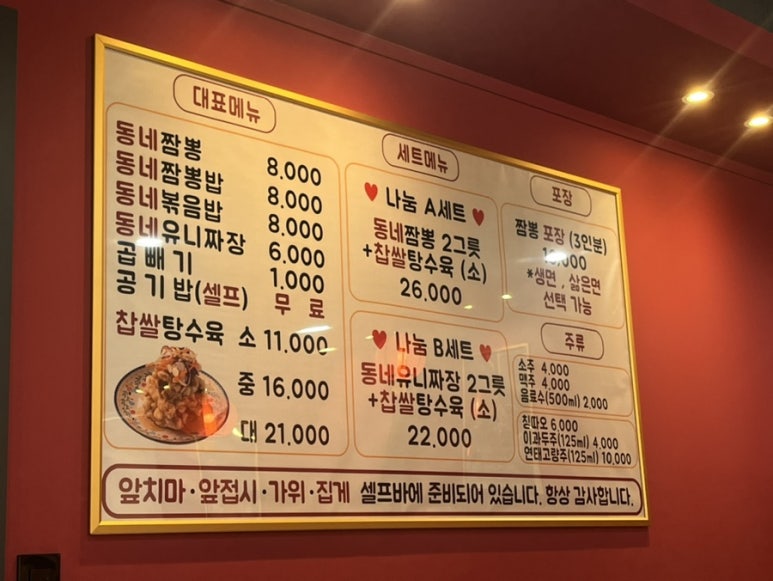 대표메뉴
동네짬뽕 8.000
동네짬뽕밥 8.000
동네볶음밥 8.000
동네유니짜장 6.000
곱빼기 1.000
공기밥(셀프) 무료
찹쌀탕수육 소 11.000
중 16.000
대 21.000
세트메뉴
♥ 나눔 A세트 ♥
동네짬뽕 2그릇
+찹쌀탕수육 (소)
26.000
♥ 나눔 B세트 ♥
동네유니짜장 2그릇
+찹쌀탕수육 (소)
22.000
포장
짬뽕 포장 (3인분)
*생면, 삶은면
선택 가능
주류
소주 4.000
맥주 4.000
음료수(500ml) 2,000
칭따오 6,000
이과두주(125ml) 4,000
연태고량주(125ml) 10,000
앞치마·앞접시·가위·집게 셀프바에 준비되어 있습니다. 항상 감사합니다.